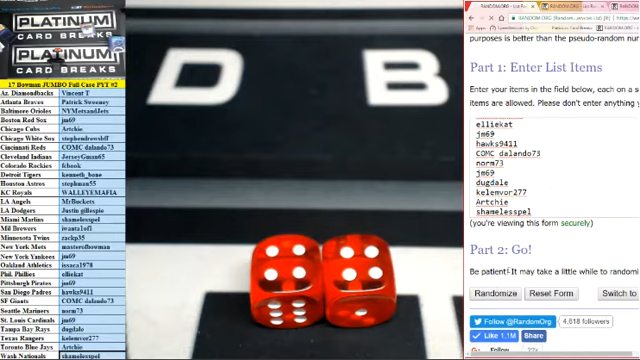 PLATINUM
CARD BREAKS
PLATINUM
CARD BREAKS
17 Bowman JUMBO Full Case PYT #2
Az. Diamondbacks Vincent T
Atlanta Braves Patrick Sweeney
Baltimore Orioles NYMetsandJets
Boston Red Sox jm69
Chicago Cubs Artchie
Chicago White Sox stephendrowsbff
Cincinnati Reds COMC dalando73
Cleveland Indians JerseyGman65
Colorado Rockies fchook
Detroit Tigers kenneth_bone
Houston Astros stephman55
KC Royals WALLEYEMAFIA
LA Angels MrBuckets
LA Dodgers Justin gillespie
Miami Marlins shamelesspel
Mil Brewers iwanta1of1
Minnesota Twins zackp35
New York Mets masterofbowman
New York Yankees jm69
Oakland Athletics issaca1978
Phil. Phillies elliekat
Pittsburgh Pirates jm69
San Diego Padres hawks9411
SF Giants COMC dalando73
Seattle Mariners norm73
St. Louis Cardinals jm69
Tampa Bay Rays dugdale
Texas Rangers kelemvor277
Toronto Blue Jays Artchie
Wash Nationals shamelesspel
D B
purposes is better than the pseudo-random num
Part 1: Enter List Items
Enter your items in the field below, each on a se
items are allowed. Please don't enter anything y
elliekat
jm69
hawks9411
COMC dalando73
norm73
jm69
dugdale
kelemvor277
Artchie
shamelesspel
(you're viewing this form securely)
Part 2: Go!
Be patient! It may take a little while to randomi
Randomize Reset Form Switch to
Follow @RandomOrg 4,618 followers
Like 1.1M Share